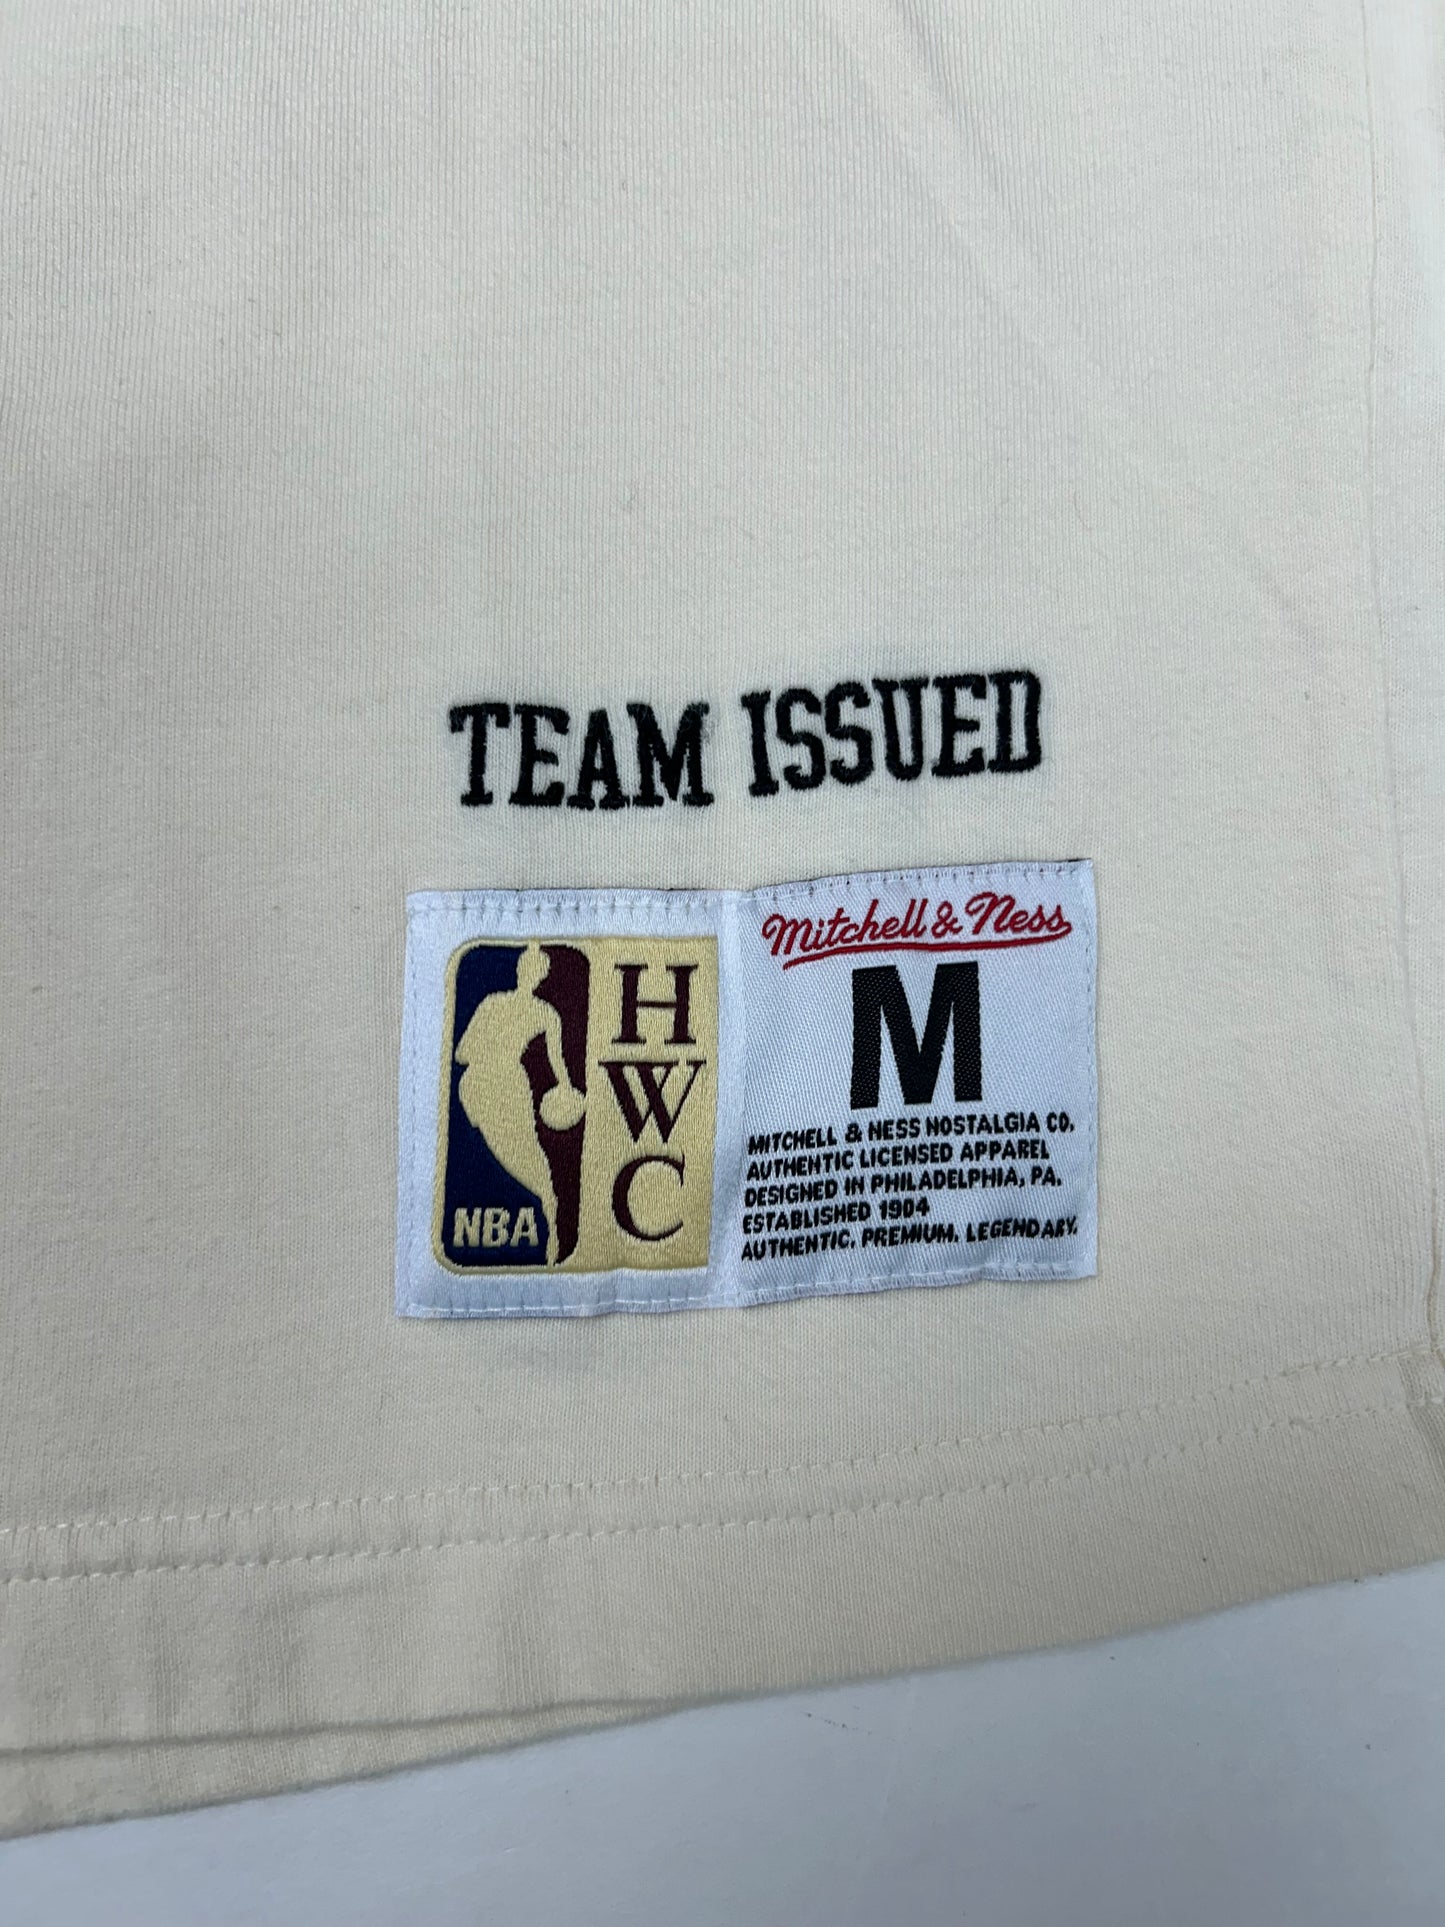 TEAM ISSUED
NBA
H
W
C
Mitchell & Ness
M
MITCHELL & NESS NOSTALGIA CO.
AUTHENTIC LICENSED APPAREL
DESIGNED IN PHILADELPHIA, PA.
ESTABLISHED 1904
AUTHENTIC. PREMIUM. LEGENDARY.